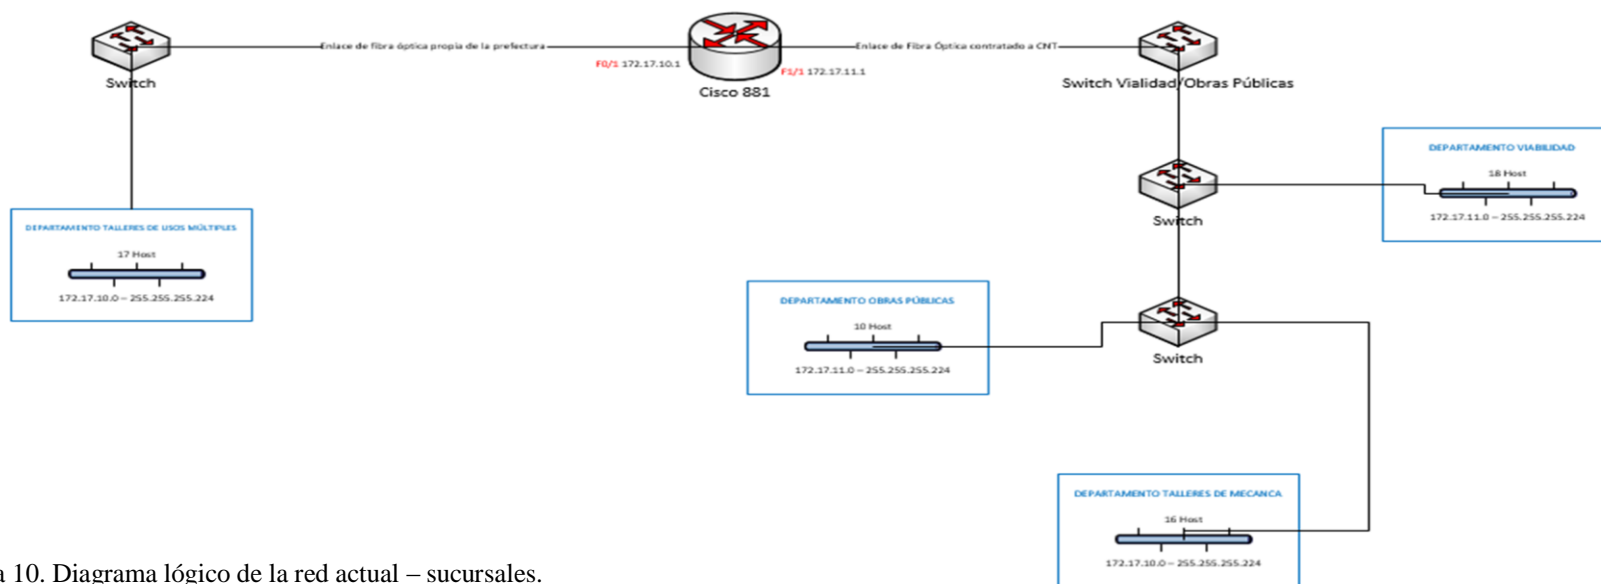 Enlace de fibra óptica propia de la prefectura
Enlace de Fibra Óptica contratado a CNT
F0/1 172.17.10.1
F1/1 172.17.11.1
Switch
Cisco 881
Switch Vialidad/Obras Públicas
DEPARTAMENTO VIABILIDAD
18 Host
172.17.11.0 – 255.255.255.224
Switch
DEPARTAMENTO TALLERES DE USOS MÚLTIPLES
17 Host
172.17.10.0 – 255.255.255.224
DEPARTAMENTO OBRAS PÚBLICAS
10 Host
172.17.11.0 – 255.255.255.224
Switch
DEPARTAMENTO TALLERES DE MECANCA
16 Host
172.17.10.0 – 255.255.255.224
a 10. Diagrama lógico de la red actual – sucursales.